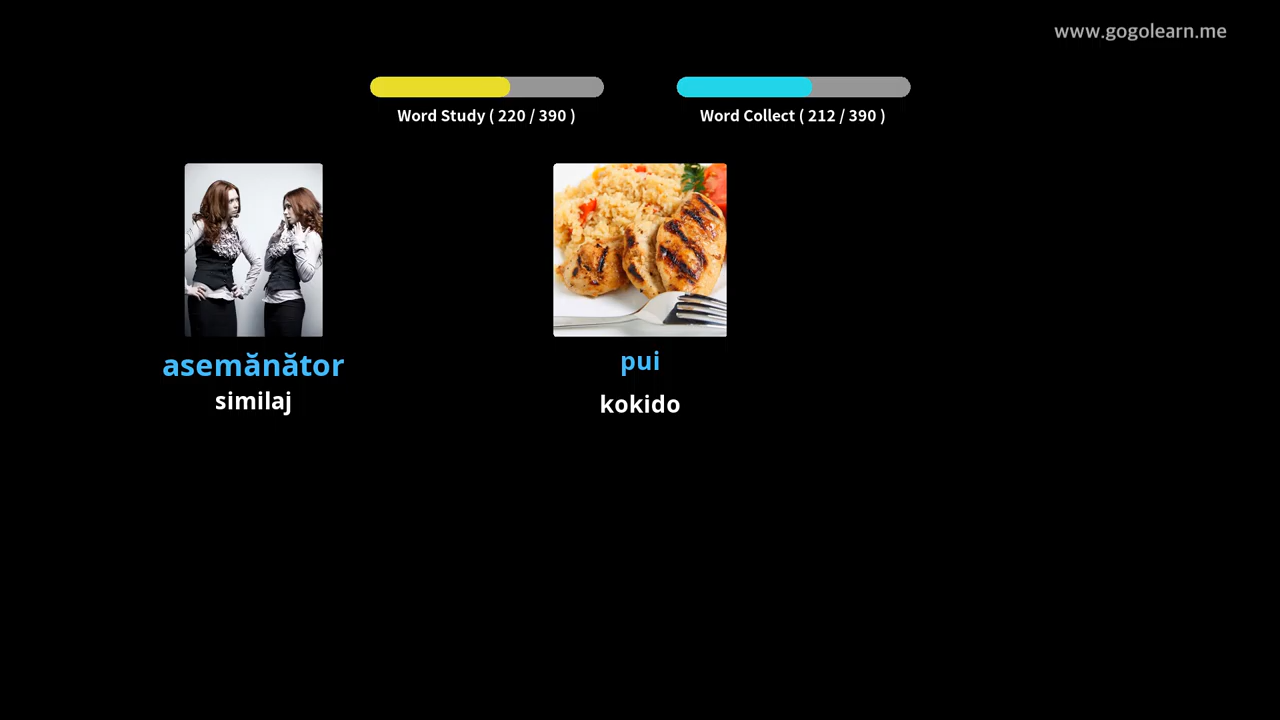 www.gogolearn.me
Word Study ( 220 / 390 )
Word Collect ( 212 / 390 )
asemănător
similaj
pui
kokido